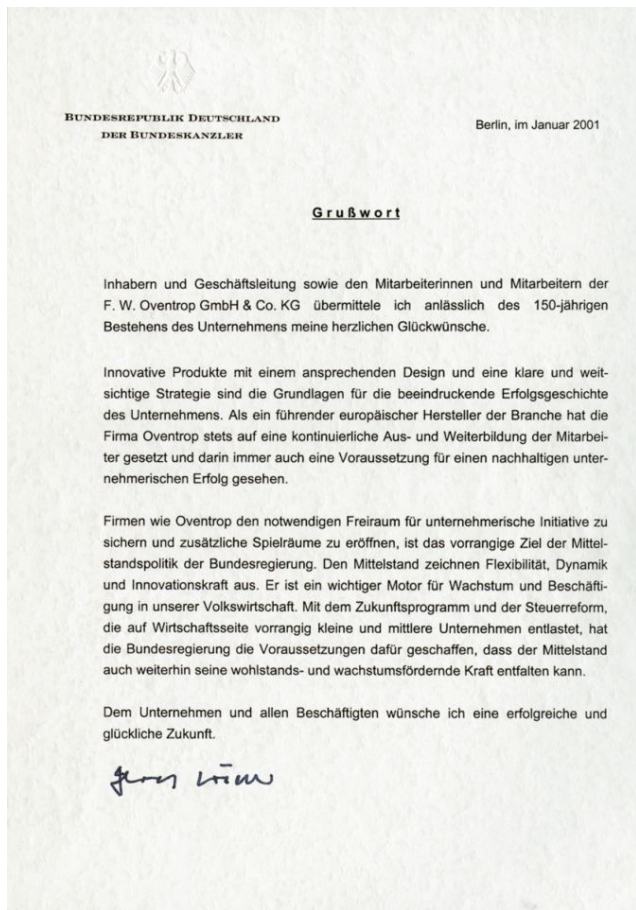 BUNDESREPUBLIK DEUTSCHLAND
DER BUNDESKANZLER
Berlin, im Januar 2001
Grußwort
Inhabern und Geschäftsleitung sowie den Mitarbeiterinnen und Mitarbeitern der
F. W. Oventrop GmbH & Co. KG übermittele ich anlässlich des 150-jährigen
Bestehens des Unternehmens meine herzlichen Glückwünsche.
Innovative Produkte mit einem ansprechenden Design und eine klare und weit-
sichtige Strategie sind die Grundlagen für die beeindruckende Erfolgsgeschichte
des Unternehmens. Als ein führender europäischer Hersteller der Branche hat die
Firma Oventrop stets auf eine kontinuierliche Aus- und Weiterbildung der Mitarbei-
ter gesetzt und darin immer auch eine Voraussetzung für einen nachhaltigen unter-
nehmerischen Erfolg gesehen.
Firmen wie Oventrop den notwendigen Freiraum für unternehmerische Initiative zu
sichern und zusätzliche Spielräume zu eröffnen, ist das vorrangige Ziel der Mittel-
standspolitik der Bundesregierung. Den Mittelstand zeichnen Flexibilität, Dynamik
und Innovationskraft aus. Er ist ein wichtiger Motor für Wachstum und Beschäfti-
gung in unserer Volkswirtschaft. Mit dem Zukunftsprogramm und der Steuerreform,
die auf Wirtschaftsseite vorrangig kleine und mittlere Unternehmen entlastet, hat
die Bundesregierung die Voraussetzungen dafür geschaffen, dass der Mittelstand
auch weiterhin seine wohlstands- und wachstumsfördernde Kraft entfalten kann.
Dem Unternehmen und allen Beschäftigten wünsche ich eine erfolgreiche und
glückliche Zukunft.